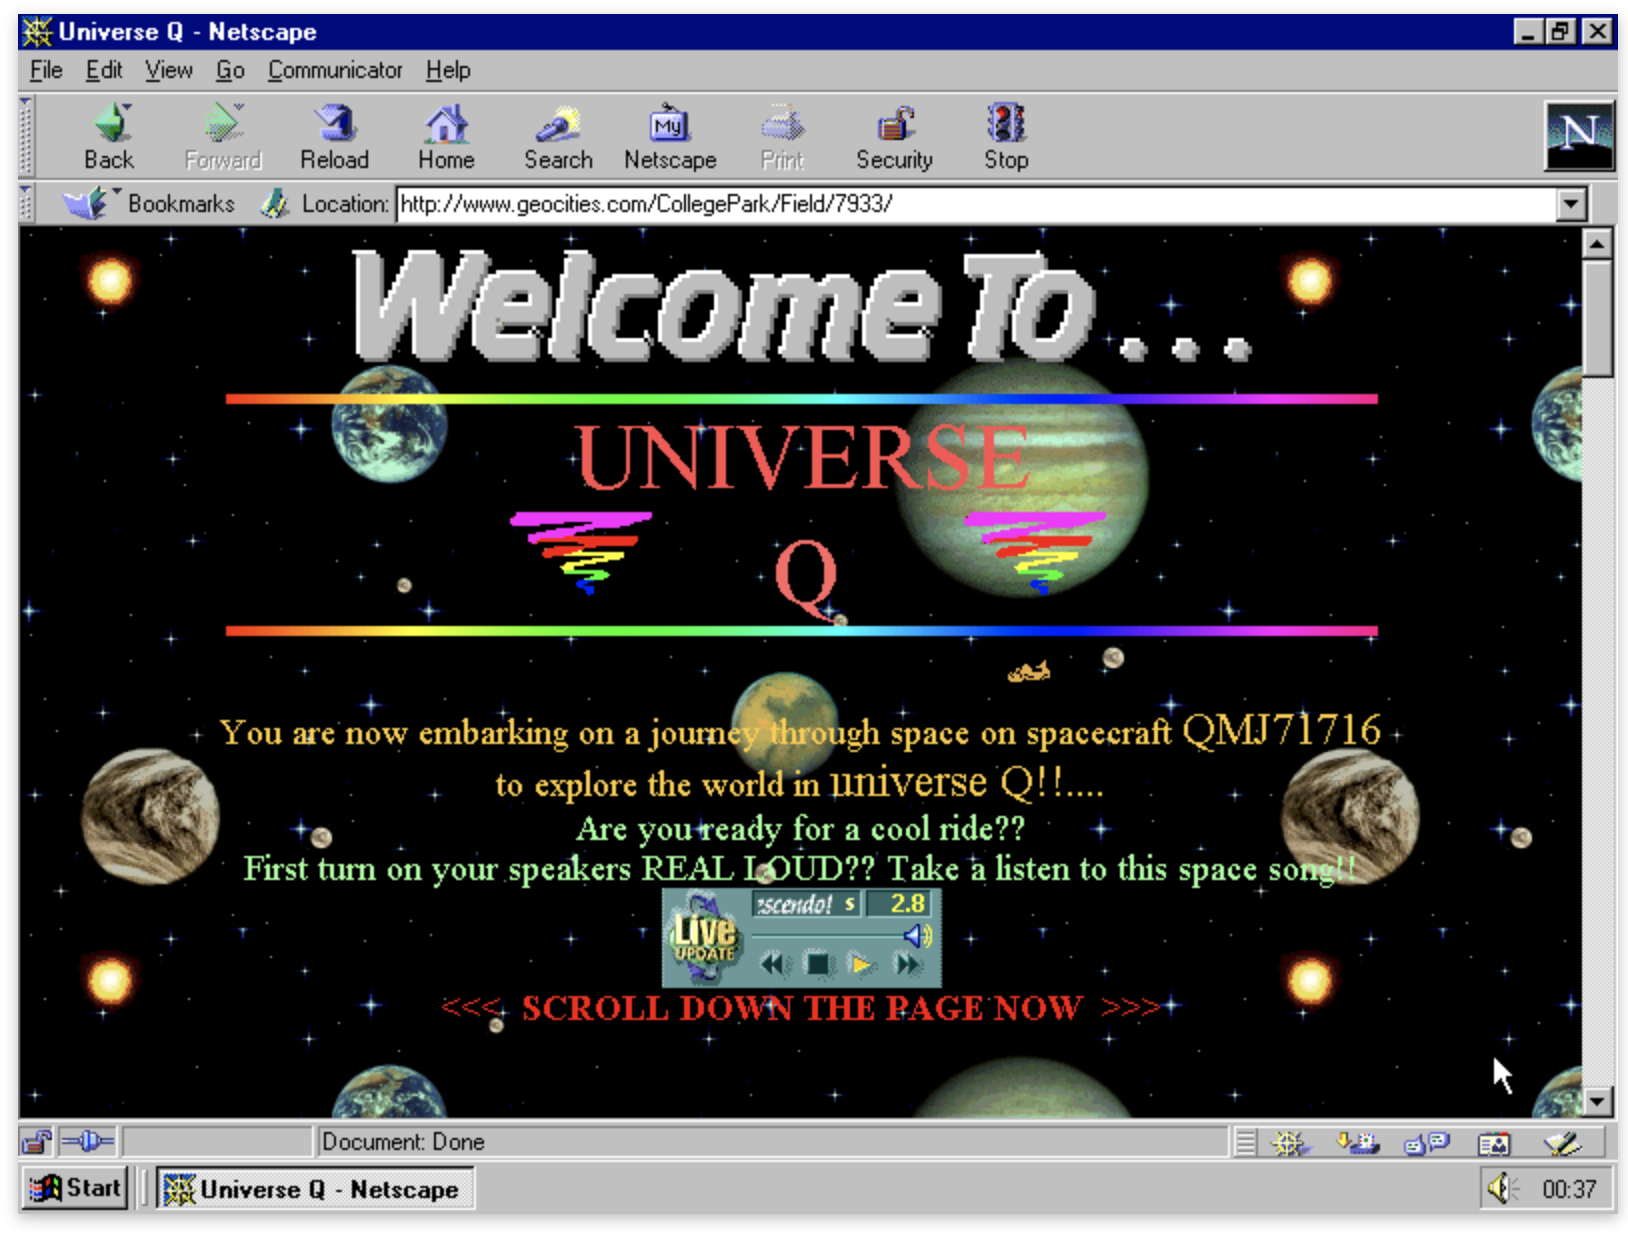 Universe Q - Netscape
File Edit View Go Communicator Help
Back Forward Reload Home Search Netscape Print Security Stop
My
N
Bookmarks Location: http://www.geocities.com/CollegePark/Field/7933/
Welcome To . . .
UNIVERSE
Q
You are now embarking on a journey through space on spacecraft QMJ71716
to explore the world in universe Q!!....
Are you ready for a cool ride??
First turn on your speakers REAL LOUD?? Take a listen to this space song!!
scendo! s 2.8
Live
UPDATE
<<< SCROLL DOWN THE PAGE NOW >>>
Document: Done
Start Universe Q - Netscape 00:37